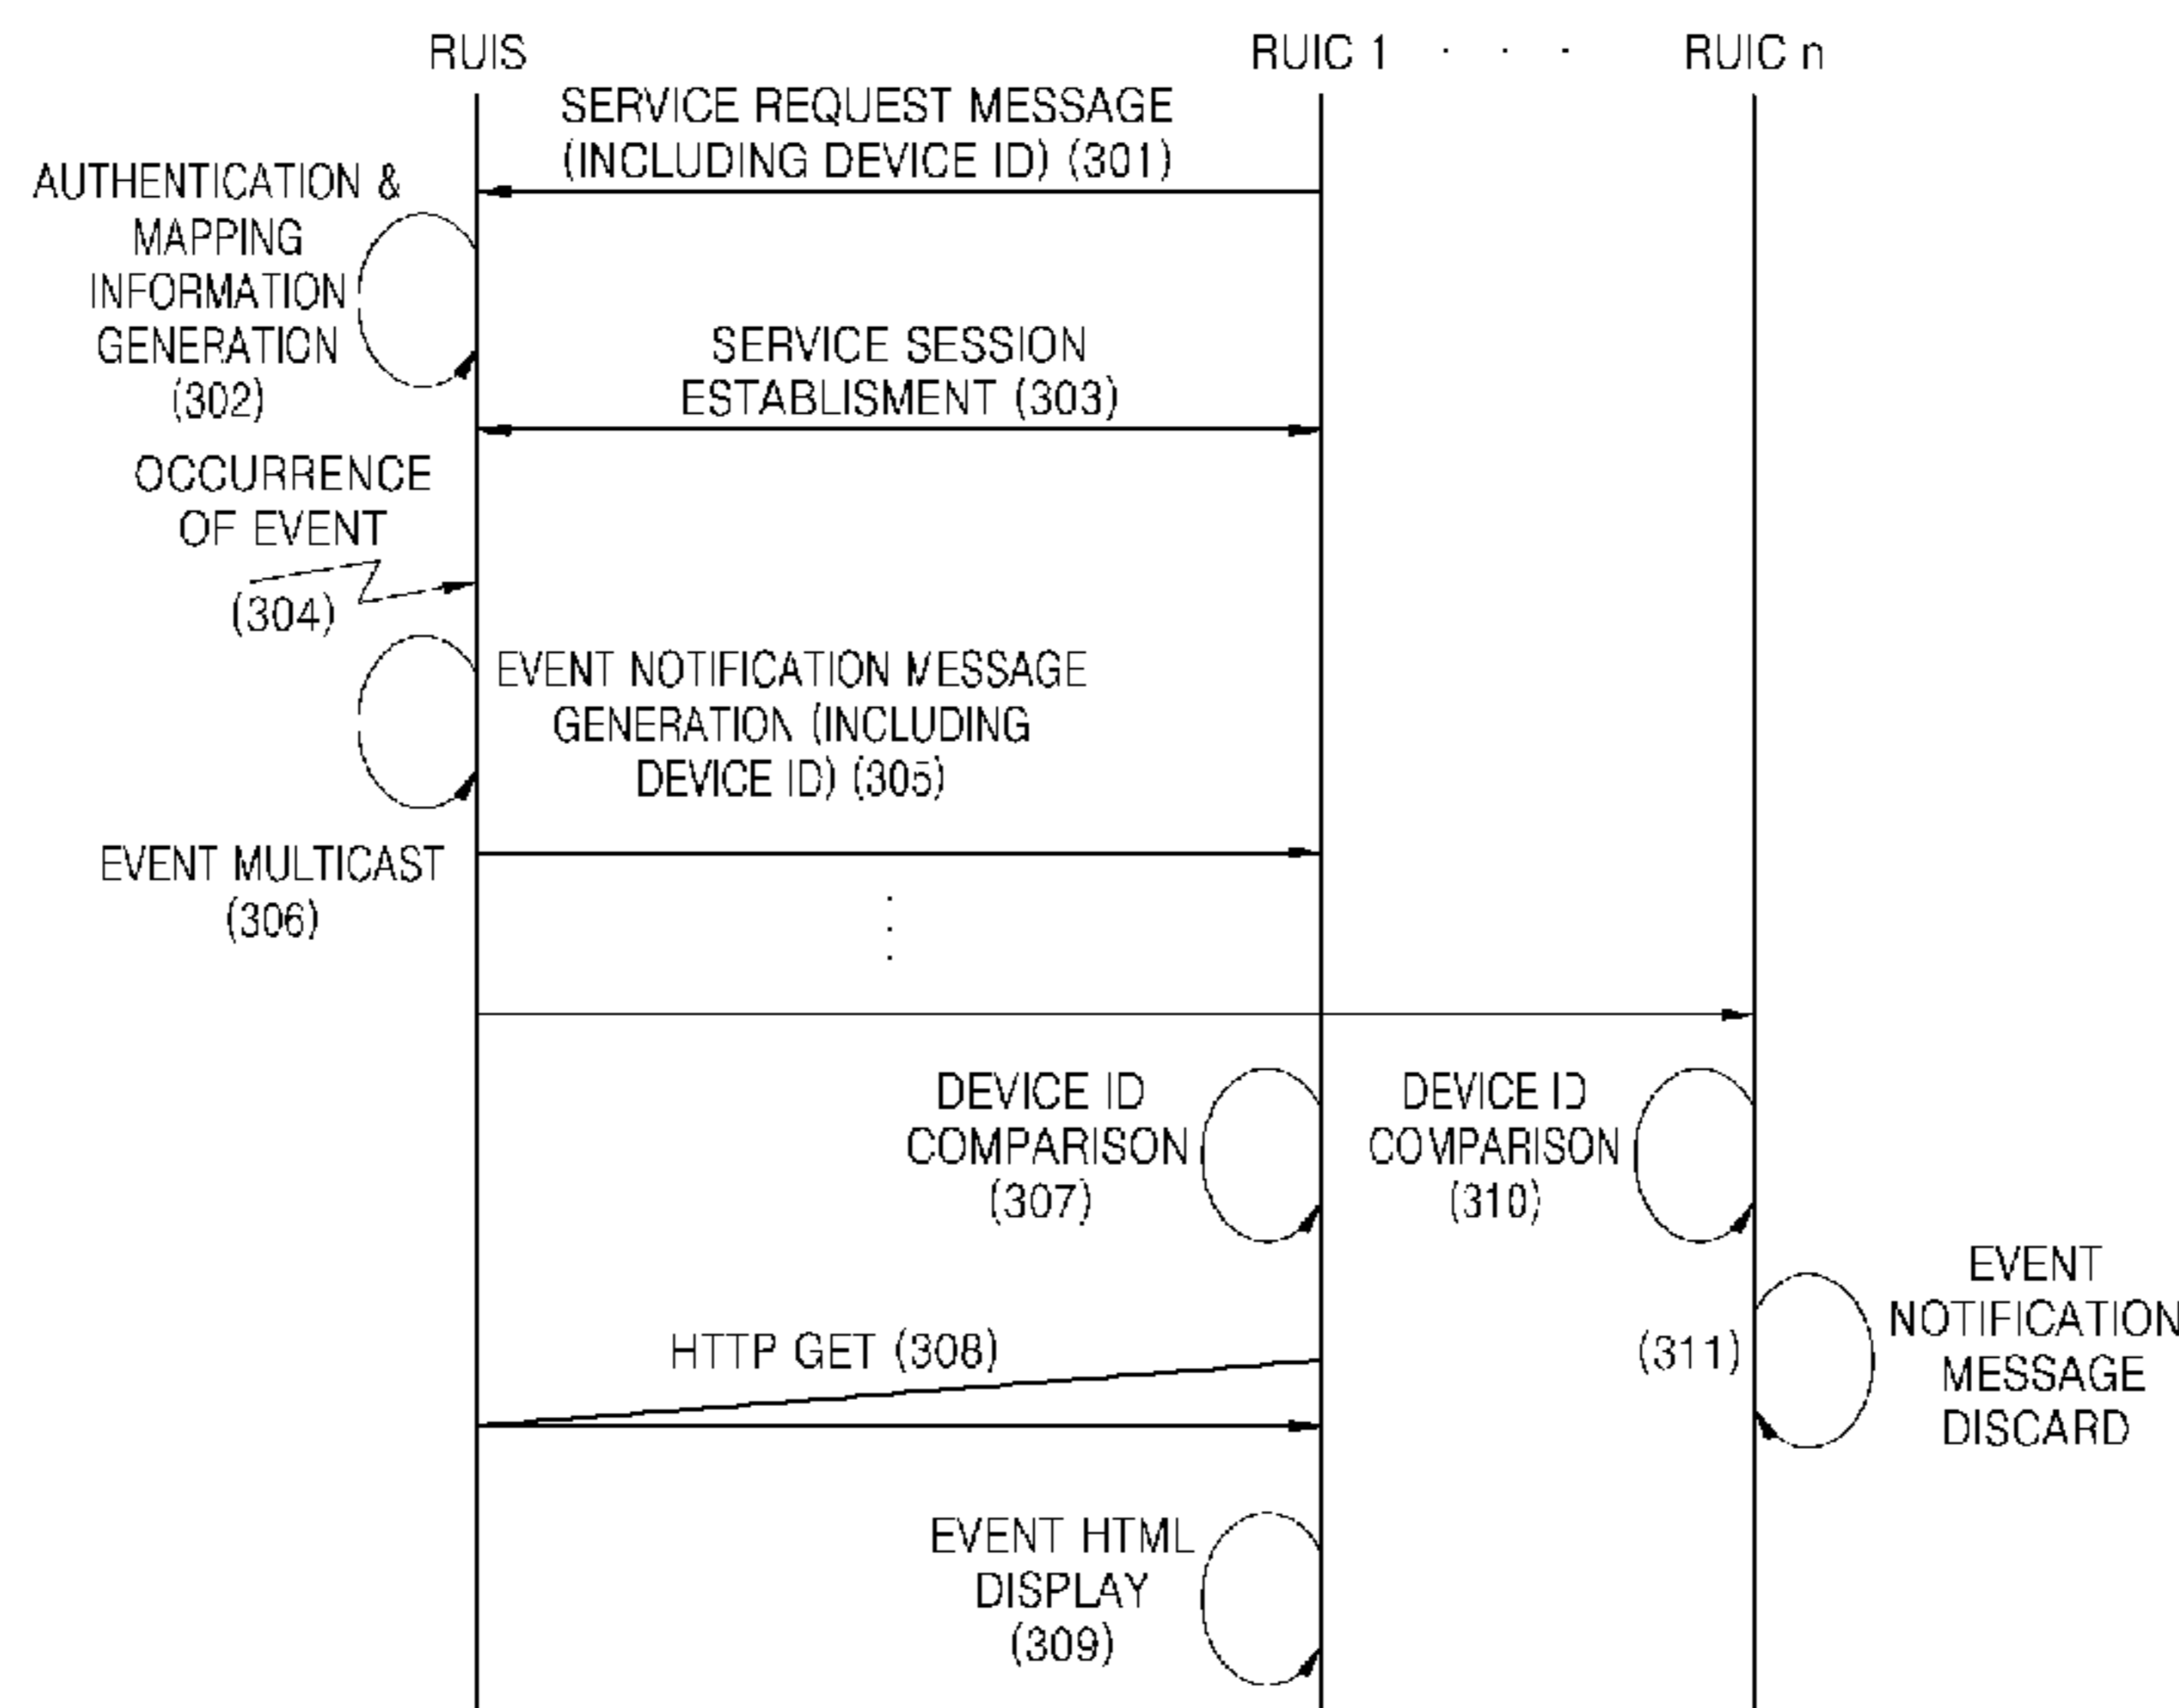 RUIS
RUIC 1 . . . RUIC n
SERVICE REQUEST MESSAGE
(INCLUDING DEVICE ID) (301)
AUTHENTICATION &
MAPPING
INFORMATION
GENERATION
(302)
SERVICE SESSION
ESTABLISMENT (303)
OCCURRENCE
OF EVENT
(304)
EVENT NOTIFICATION MESSAGE
GENERATION (INCLUDING
DEVICE ID) (305)
EVENT MULTICAST
(306)
DEVICE ID
COMPARISON
(307)
DEVICE ID
COMPARISON
(310)
HTTP GET (308)
(311)
EVENT
NOTIFICATION
MESSAGE
DISCARD
EVENT HTML
DISPLAY
(309)